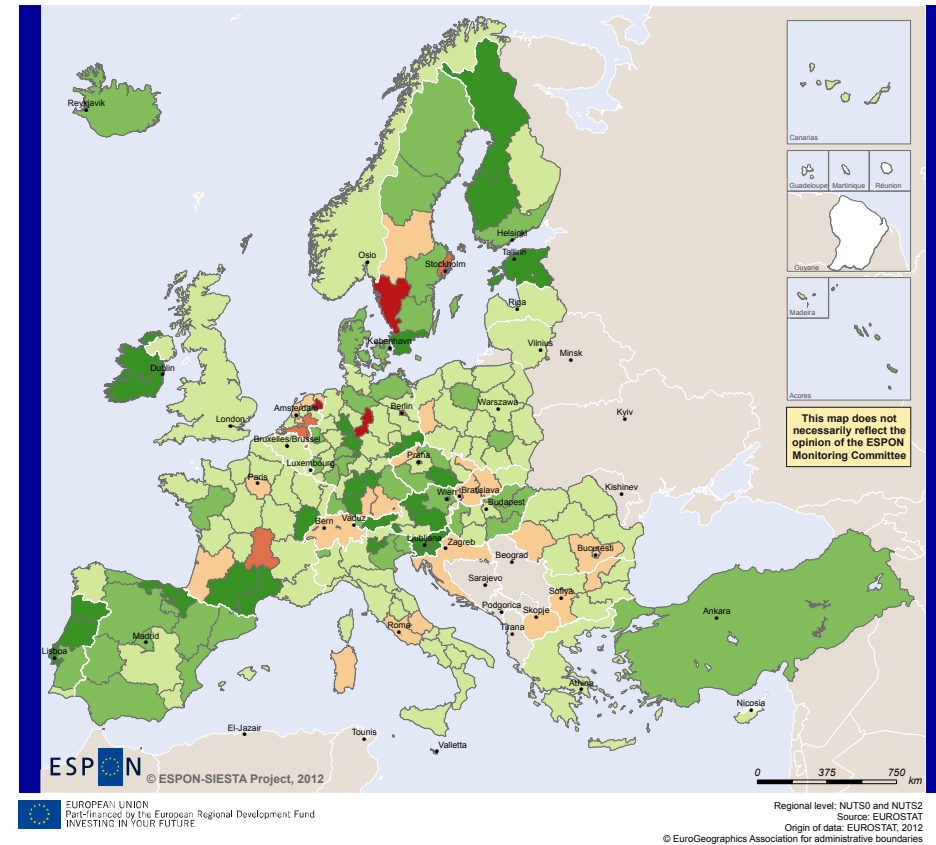 Reykjavik
Canarias
Guadeloupe
Martinique
Réunion
Guyane
Madeira
Acores
Helsinki
Tallinn
Oslo
Stockholm
Riga
København
Vilnius
Minsk
Dublin
Amsterdam
Berlin
Warszawa
London
Kyiv
Bruxelles/Brussel
This map does not
necessarily reflect the
opinion of the ESPON
Monitoring Committee
Luxembourg
Praha
Paris
Wien
Bratislava
Kishinev
Budapest
Bern
Vaduz
Ljubljana
Zagreb
Beograd
Bucuresti
Sarajevo
Sofiya
Podgorica
Skopje
Ankara
Roma
Tirana
Madrid
Lisboa
Athina
Nicosia
El-Jazair
Tounis
Valletta
ESPON
© ESPON-SIESTA Project, 2012
0 375 750
km
EUROPEAN UNION
Part-financed by the European Regional Development Fund
INVESTING IN YOUR FUTURE
Regional level: NUTS0 and NUTS2
Source: EUROSTAT
Origin of data: EUROSTAT, 2012
© EuroGeographics Association for administrative boundaries